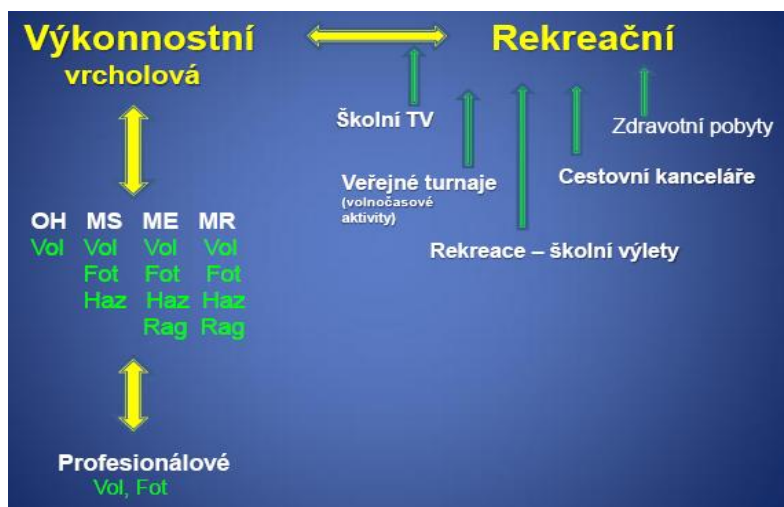 Výkonnostní
vrcholová
Rekreační
Školní TV
Zdravotní pobyty
Veřejné turnaje
(volnočasové
aktivity)
Cestovní kanceláře
Rekreace – školní výlety
OH MS ME MR
Vol Vol Vol Vol
Fot Fot Fot
Haz Haz Haz
Rag Rag
Profesionálové
Vol, Fot